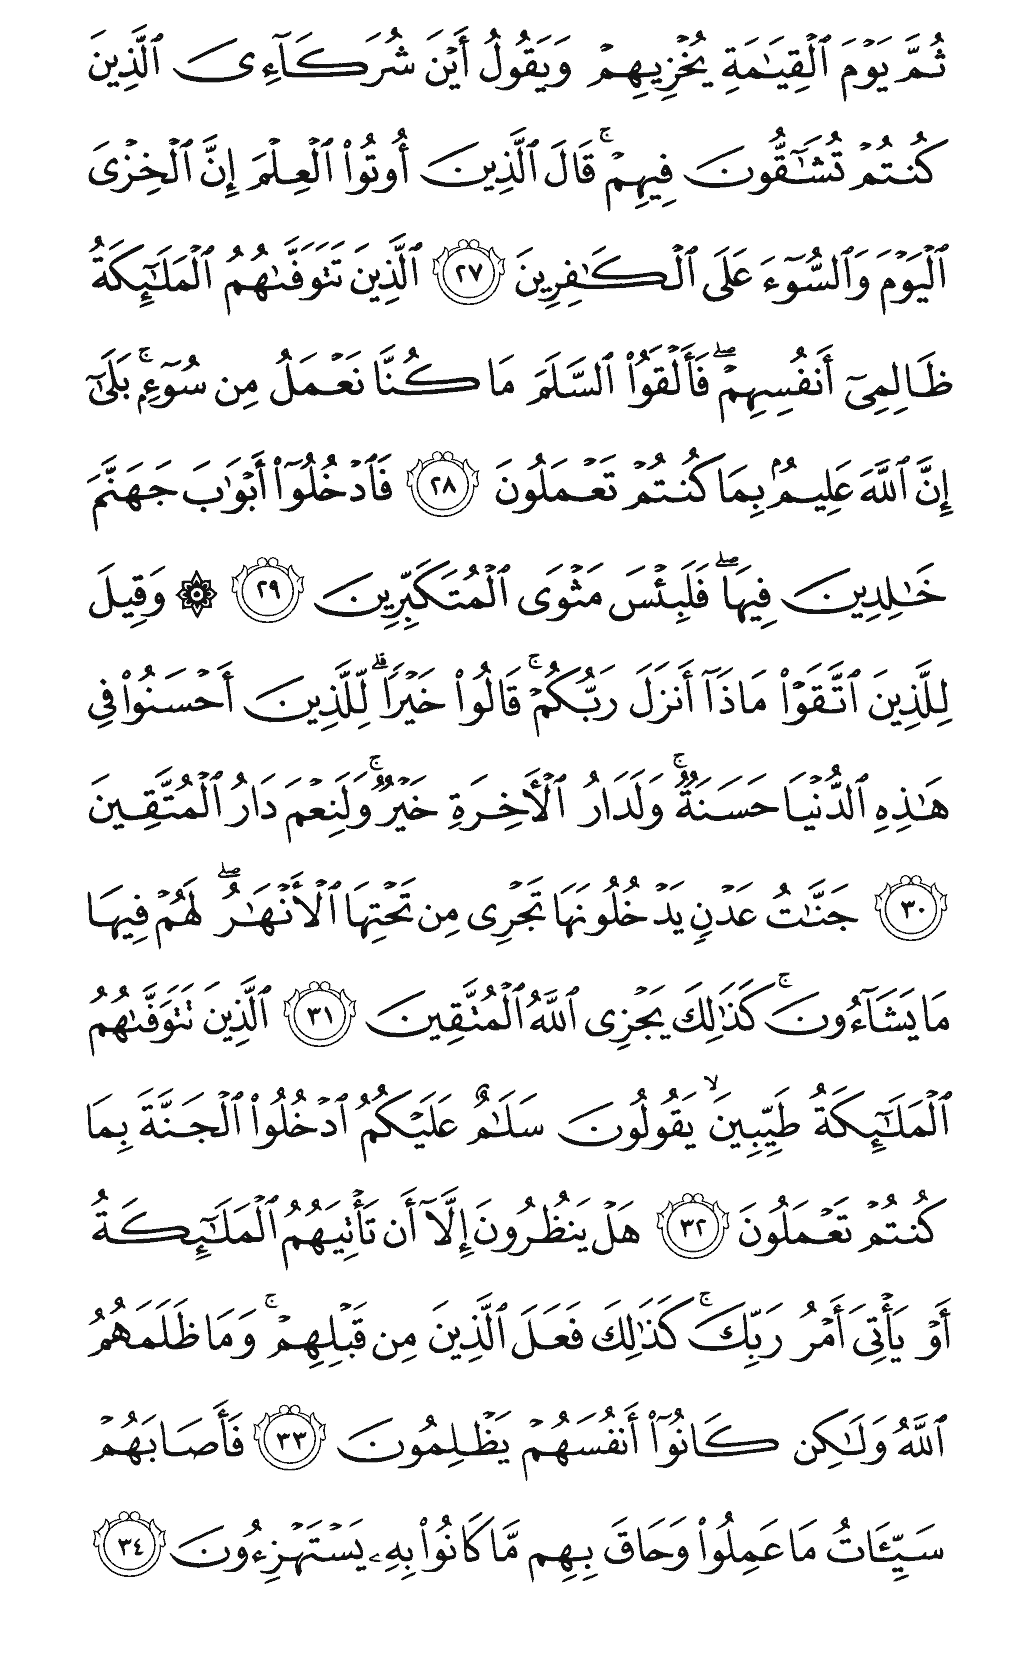 ثُمَّ يَوۡمَ ٱلۡقِيَٰمَةِ يُخۡزِيهِمۡ وَيَقُولُ أَيۡنَ شُرَكَآءِيَ ٱلَّذِينَ
كُنتُمۡ تُشَٰٓقُّونَ فِيهِمۡۚ قَالَ ٱلَّذِينَ أُوتُواْ ٱلۡعِلۡمَ إِنَّ ٱلۡخِزۡيَ
ٱلۡيَوۡمَ وَٱلسُّوٓءَ عَلَى ٱلۡكَٰفِرِينَ ٢٧ ٱلَّذِينَ تَتَوَفَّىٰهُمُ ٱلۡمَلَٰٓئِكَةُ
ظَالِمِيٓ أَنفُسِهِمۡۖ فَأَلۡقَوُاْ ٱلسَّلَمَ مَا كُنَّا نَعۡمَلُ مِن سُوٓءِۭۚ بَلَىٰٓ
إِنَّ ٱللَّهَ عَلِيمُۢ بِمَا كُنتُمۡ تَعۡمَلُونَ ٢٨ فَٱدۡخُلُوٓاْ أَبۡوَٰبَ جَهَنَّمَ
خَٰلِدِينَ فِيهَاۖ فَلَبِئۡسَ مَثۡوَى ٱلۡمُتَكَبِّرِينَ ٢٩ ۞ وَقِيلَ
لِلَّذِينَ ٱتَّقَوۡاْ مَاذَآ أَنزَلَ رَبُّكُمۡۚ قَالُواْ خَيۡرٗاۗ لِّلَّذِينَ أَحۡسَنُواْ فِي
هَٰذِهِ ٱلدُّنۡيَا حَسَنَةٞۚ وَلَدَارُ ٱلۡأٓخِرَةِ خَيۡرٞۚ وَلَنِعۡمَ دَارُ ٱلۡمُتَّقِينَ
٣٠ جَنَّٰتُ عَدۡنٖ يَدۡخُلُونَهَا تَجۡرِي مِن تَحۡتِهَا ٱلۡأَنۡهَٰرُۖ لَهُمۡ فِيهَا
مَا يَشَآءُونَۚ كَذَٰلِكَ يَجۡزِي ٱللَّهُ ٱلۡمُتَّقِينَ ٣١ ٱلَّذِينَ تَتَوَفَّىٰهُمُ
ٱلۡمَلَٰٓئِكَةُ طَيِّبِينَۙ يَقُولُونَ سَلَٰمٌ عَلَيۡكُمُ ٱدۡخُلُواْ ٱلۡجَنَّةَ بِمَا
كُنتُمۡ تَعۡمَلُونَ ٣٢ هَلۡ يَنظُرُونَ إِلَّآ أَن تَأۡتِيَهُمُ ٱلۡمَلَٰٓئِكَةُ
أَوۡ يَأۡتِيَ أَمۡرُ رَبِّكَۚ كَذَٰلِكَ فَعَلَ ٱلَّذِينَ مِن قَبۡلِهِمۡۚ وَمَا ظَلَمَهُمُ
ٱللَّهُ وَلَٰكِن كَانُوٓاْ أَنفُسَهُمۡ يَظۡلِمُونَ ٣٣ فَأَصَابَهُمۡ
سَيِّـَٔاتُ مَا عَمِلُواْ وَحَاقَ بِهِم مَّا كَانُواْ بِهِۦ يَسۡتَهۡزِءُونَ ٣٤